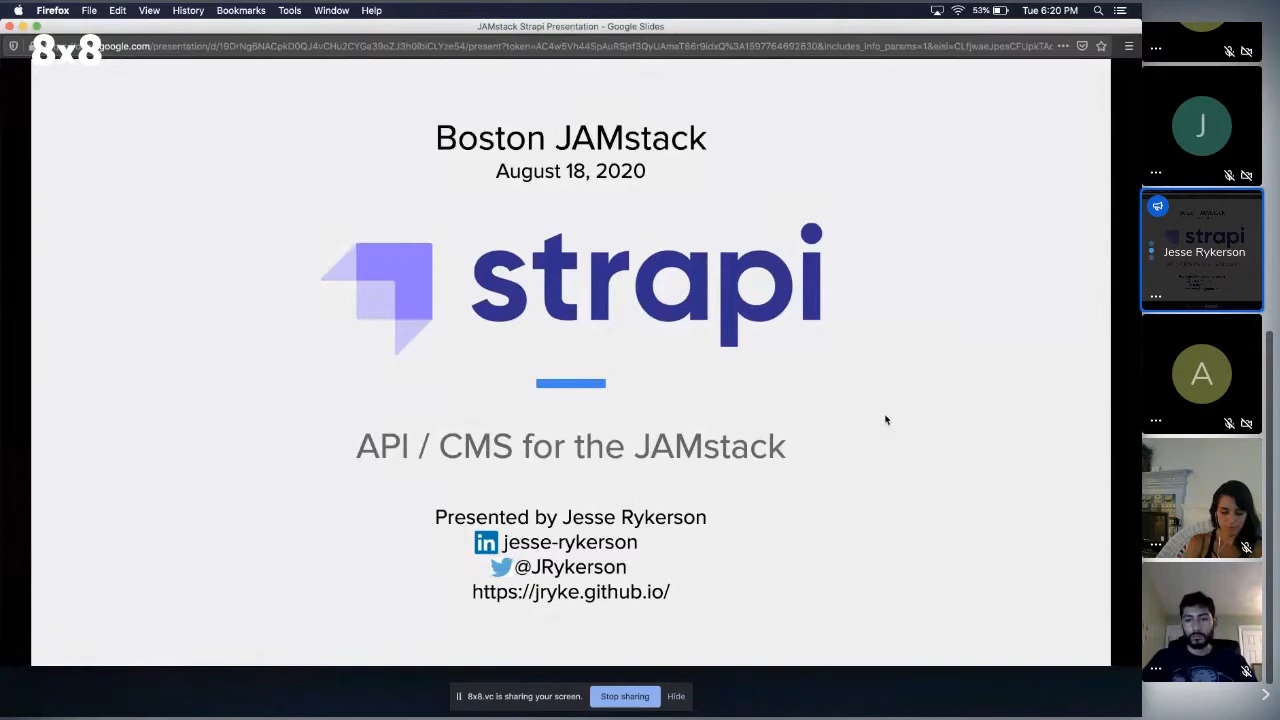 Firefox File Edit View History Bookmarks Tools Window Help 53% Tue 6:20 PM
JAMstack Strapi Presentation - Google Slides
8x8
Boston JAMstack
August 18, 2020
strapi
API / CMS for the JAMstack
Presented by Jesse Rykerson
in jesse-rykerson
@JRykerson
https://jryke.github.io/
8x8.vc is sharing your screen. Stop sharing Hide
J
Jesse Rykerson
A